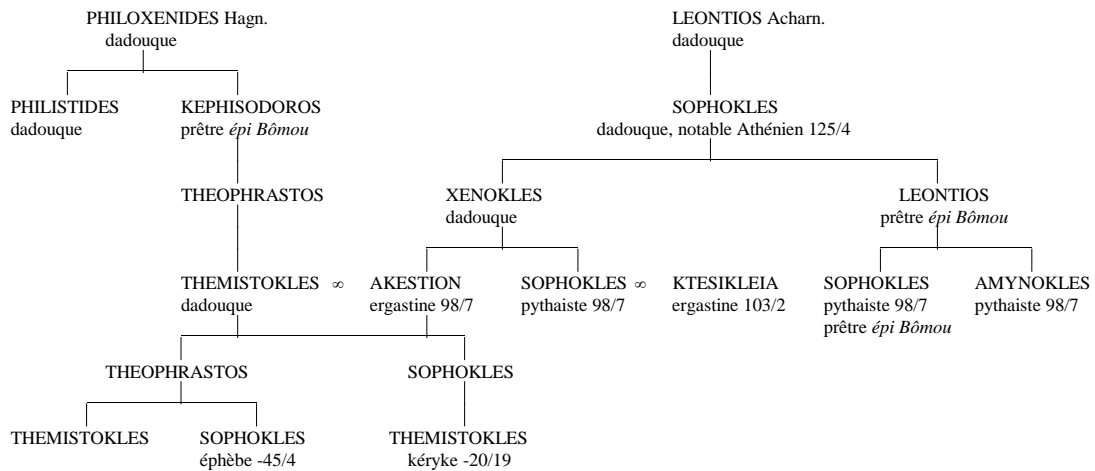 PHILOXENIDES Hagn. LEONTIOS Acharn.
dadouque dadouque
PHILISTIDES KEPHISODOROS SOPHOKLES
dadouque prêtre épi Bômou dadouque, notable Athénien 125/4
THEOPHRASTOS XENOKLES LEONTIOS
dadouque prêtre épi Bômou
THEMISTOKLES ∞ AKESTION SOPHOKLES ∞ KTESIKLEIA SOPHOKLES AMYNOKLES
dadouque ergastine 98/7 pythaiste 98/7 ergastine 103/2 pythaiste 98/7 pythaiste 98/7
prêtre épi Bômou
THEOPHRASTOS SOPHOKLES
THEMISTOKLES SOPHOKLES THEMISTOKLES
éphèbe -45/4 kéryke -20/19